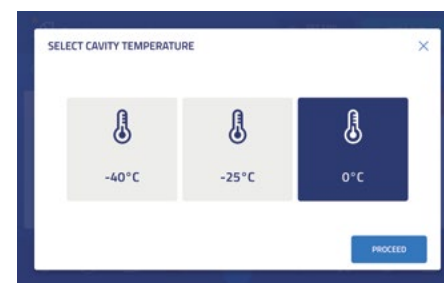 SELECT CAVITY TEMPERATURE
-40°C
-25°C
0°C
PROCEED